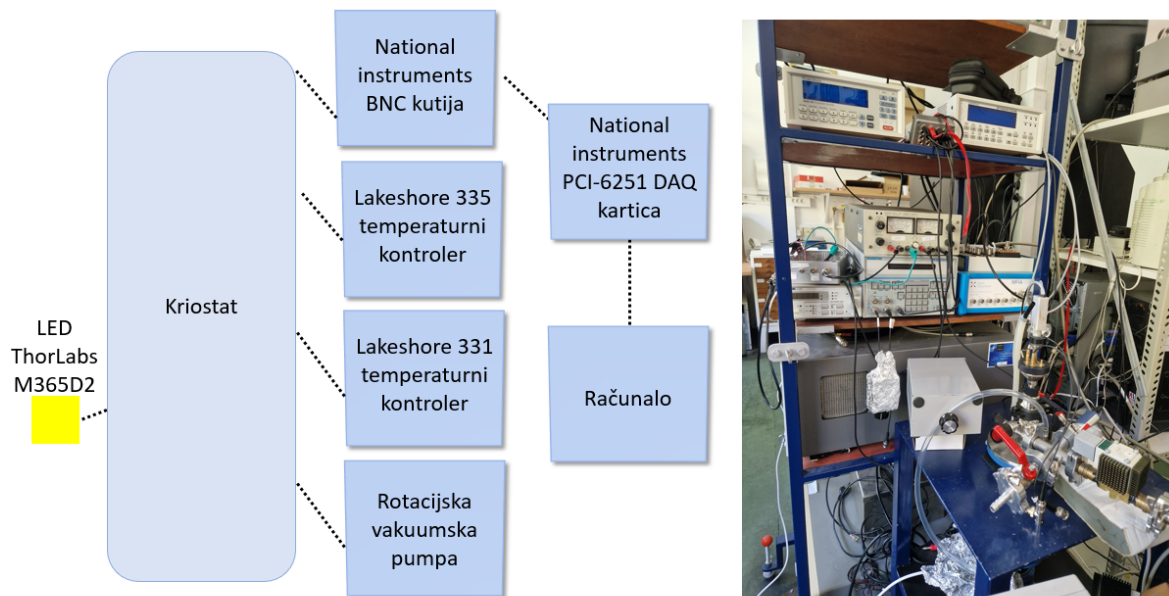 National
instruments
BNC kutija
National
instruments
PCI-6251 DAQ
kartica
Lakeshore 335
temperaturni
kontroler
Kriostat
LED
ThorLabs
M365D2
Lakeshore 331
temperaturni
kontroler
Računalo
Rotacijska
vakuumska
pumpa